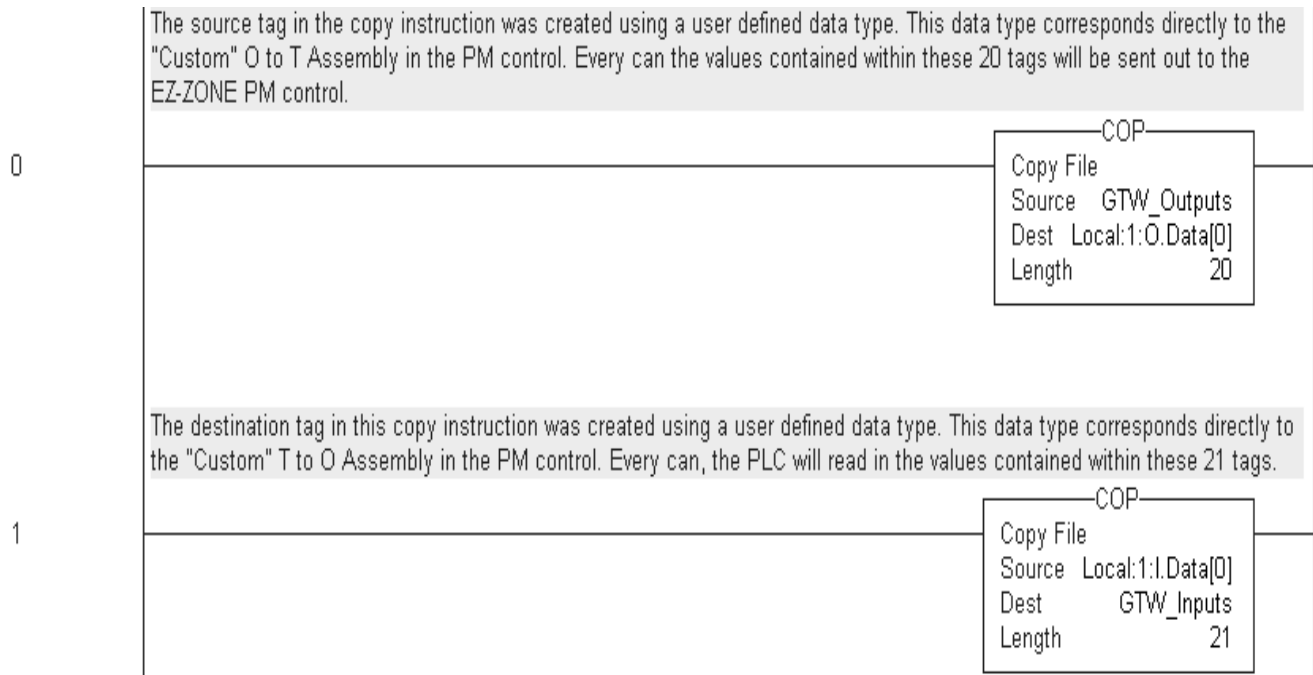 The source tag in the copy instruction was created using a user defined data type. This data type corresponds directly to the
"Custom" O to T Assembly in the PM control. Every can the values contained within these 20 tags will be sent out to the
EZ-ZONE PM control.
0
COP
Copy File
Source GTW_Outputs
Dest Local:1:O.Data[0]
Length 20
The destination tag in this copy instruction was created using a user defined data type. This data type corresponds directly to
the "Custom" T to O Assembly in the PM control. Every can, the PLC will read in the values contained within these 21 tags.
1
COP
Copy File
Source Local:1:I.Data[0]
Dest GTW_Inputs
Length 21